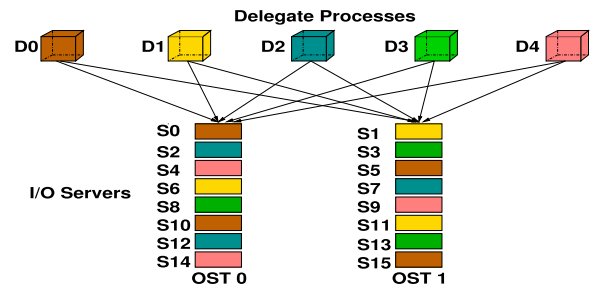 Delegate Processes
D0 D1 D2 D3 D4
S0 S1
S2 S3
S4 S5
S6 S7
I/O Servers
S8 S9
S10 S11
S12 S13
S14 S15
OST 0 OST 1